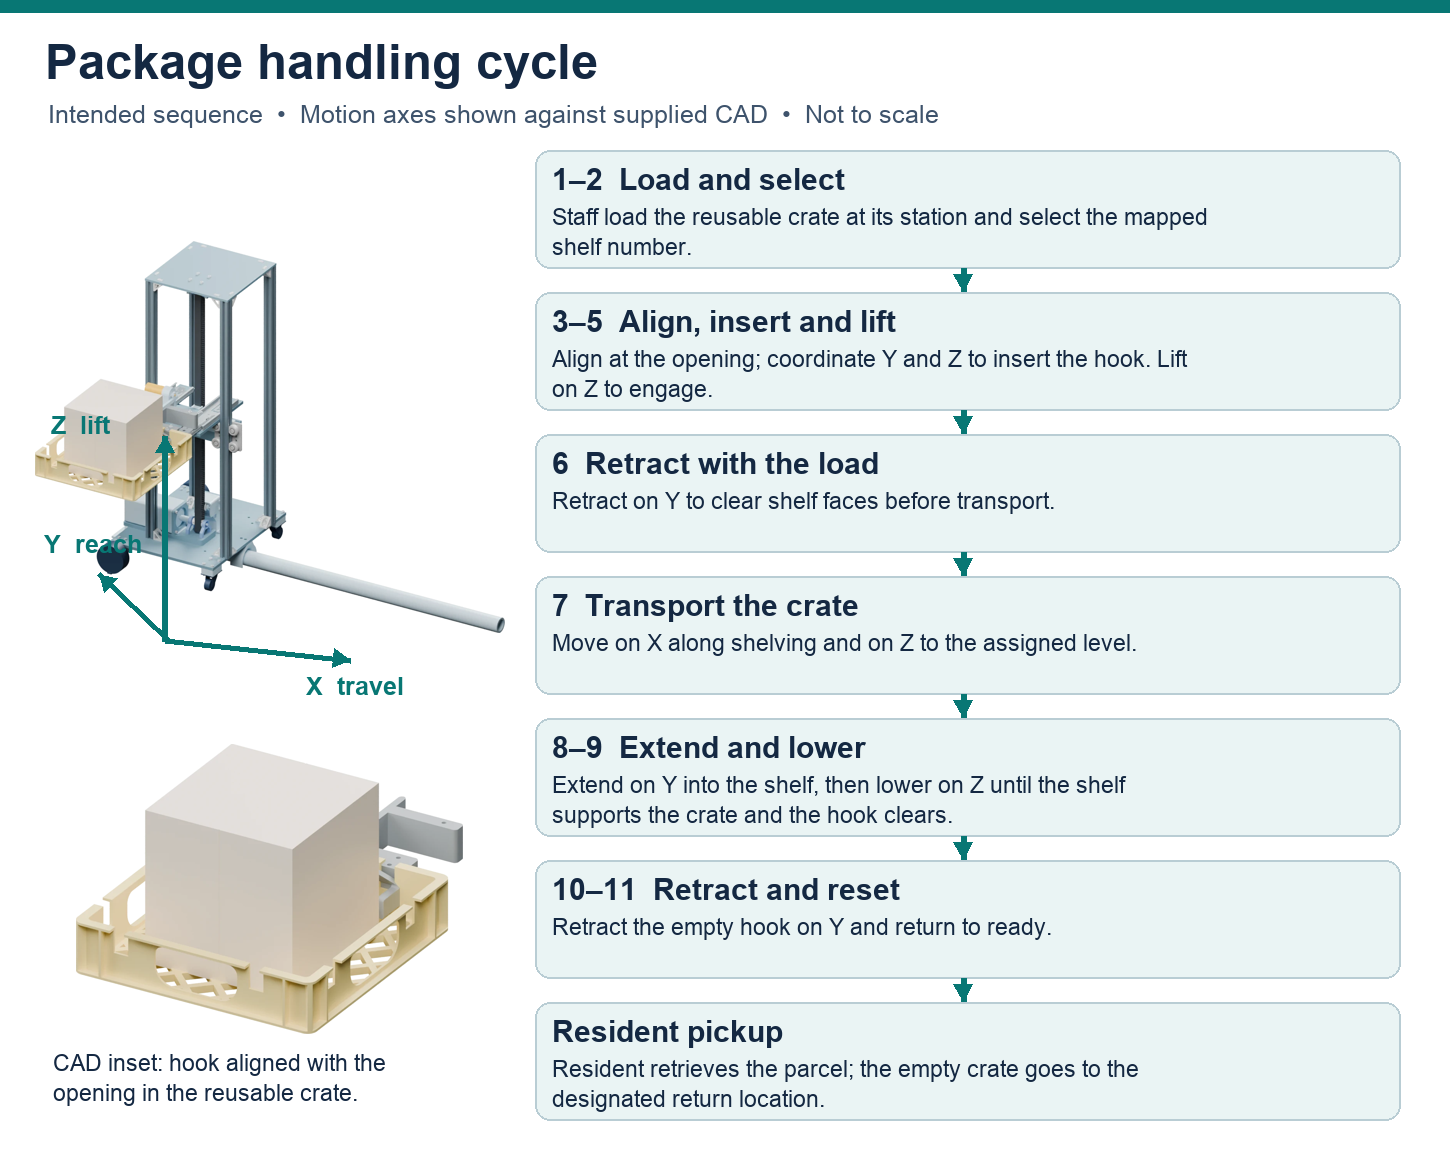 Package handling cycle
Intended sequence • Motion axes shown against supplied CAD • Not to scale
Z lift
Y reach
X travel
CAD inset: hook aligned with the
opening in the reusable crate.
1–2 Load and select
Staff load the reusable crate at its station and select the mapped
shelf number.
3–5 Align, insert and lift
Align at the opening; coordinate Y and Z to insert the hook. Lift
on Z to engage.
6 Retract with the load
Retract on Y to clear shelf faces before transport.
7 Transport the crate
Move on X along shelving and on Z to the assigned level.
8–9 Extend and lower
Extend on Y into the shelf, then lower on Z until the shelf
supports the crate and the hook clears.
10–11 Retract and reset
Retract the empty hook on Y and return to ready.
Resident pickup
Resident retrieves the parcel; the empty crate goes to the
designated return location.